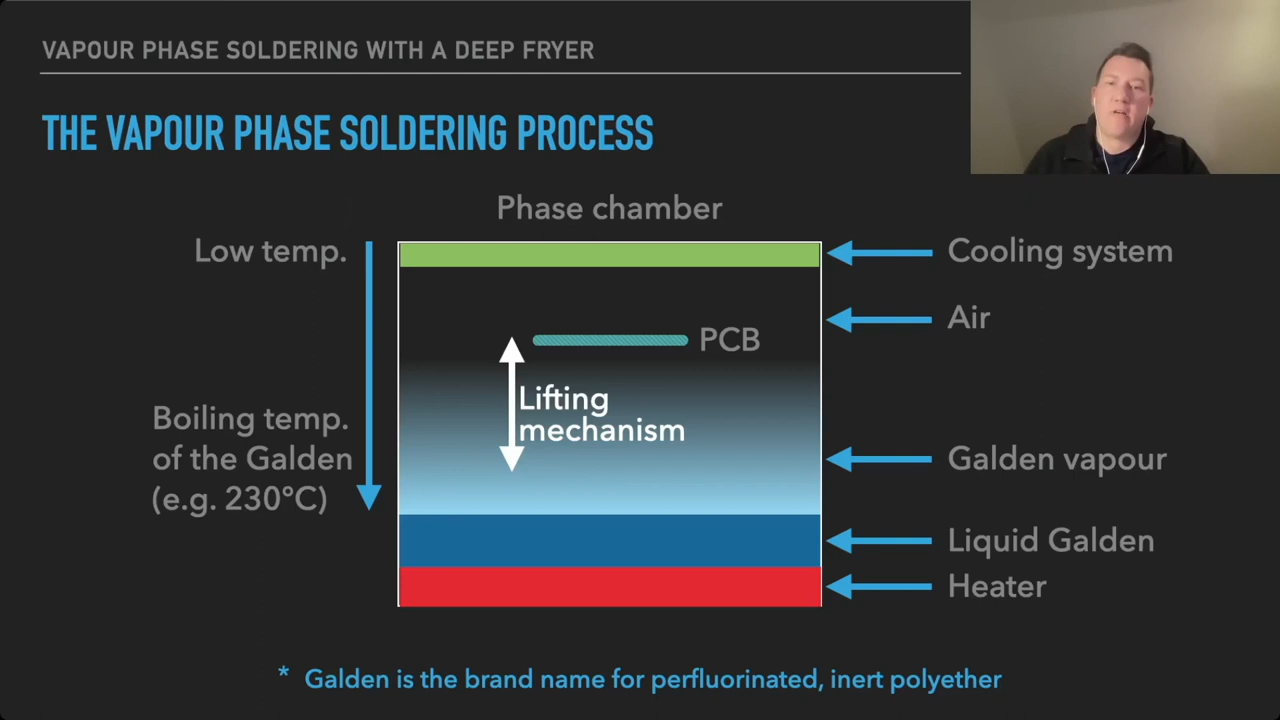 VAPOUR PHASE SOLDERING WITH A DEEP FRYER
THE VAPOUR PHASE SOLDERING PROCESS
Phase chamber
Low temp.
Cooling system
Air
PCB
Lifting
mechanism
Boiling temp.
of the Galden
(e.g. 230°C)
Galden vapour
Liquid Galden
Heater
* Galden is the brand name for perfluorinated, inert polyether